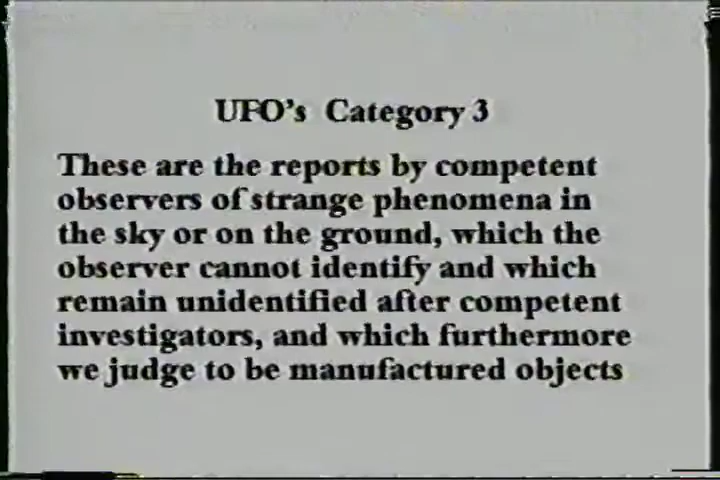 UFO's Category 3
These are the reports by competent
observers of strange phenomena in
the sky or on the ground, which the
observer cannot identify and which
remain unidentified after competent
investigators, and which furthermore
we judge to be manufactured objects